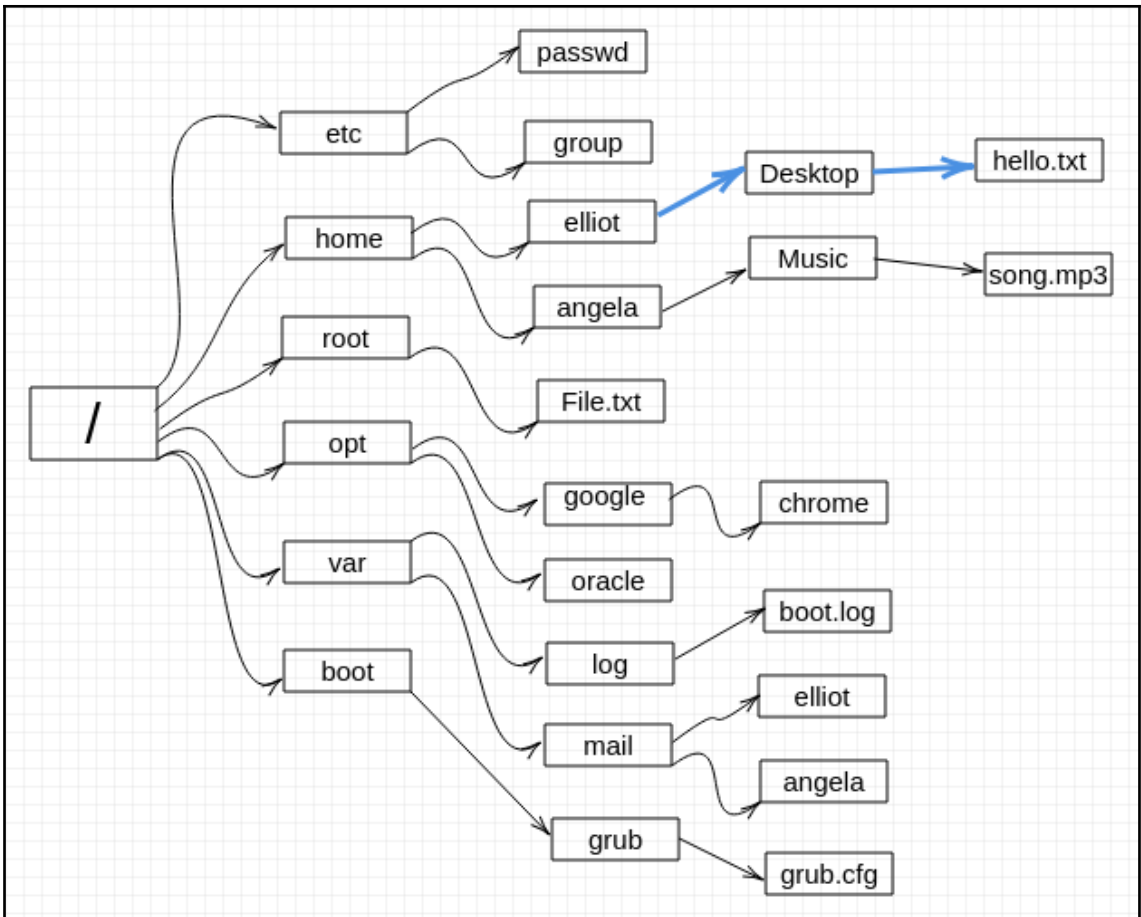 passwd
etc
group
hello.txt
Desktop
elliot
home
Music
song.mp3
angela
root
/
File.txt
opt
google
chrome
var
oracle
boot.log
log
boot
elliot
mail
angela
grub
grub.cfg